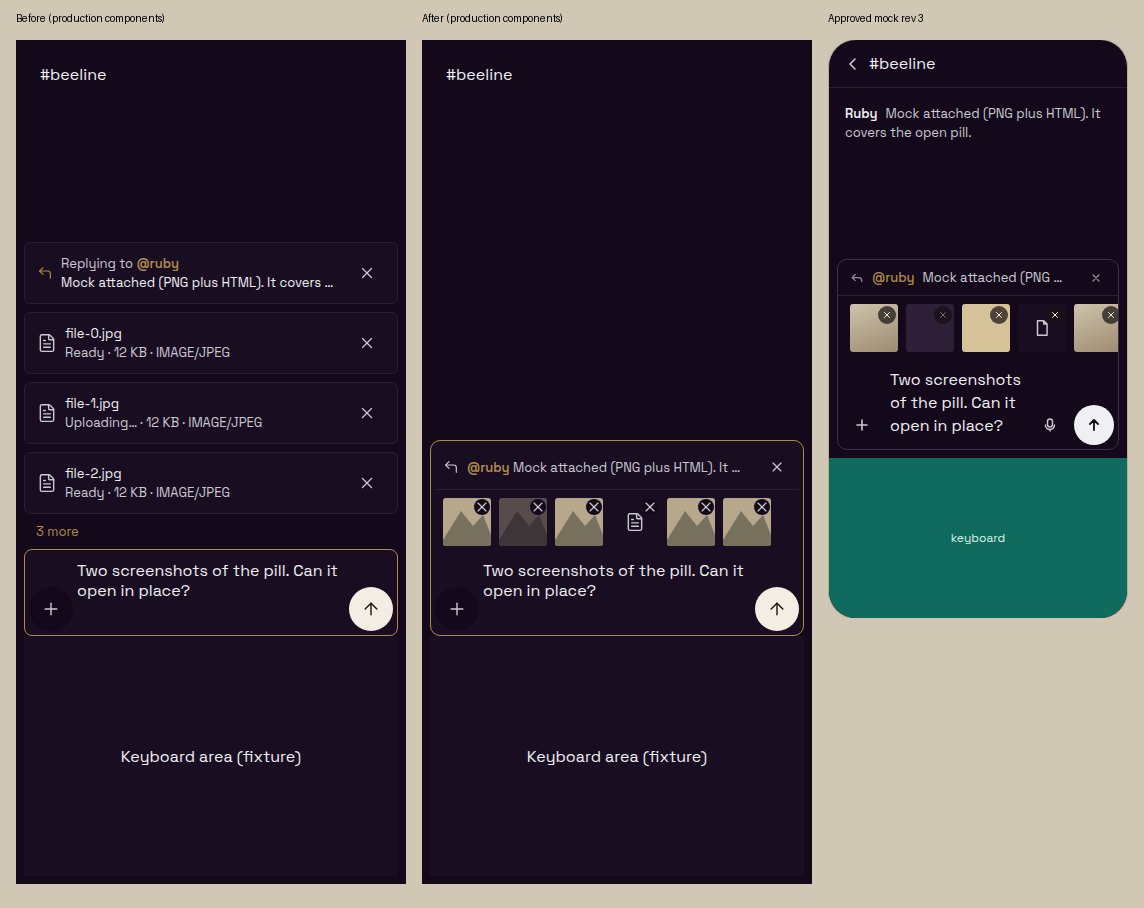 Before (production components)
#beeline
Replying to @ruby
Mock attached (PNG plus HTML). It covers ...
file-0.jpg
Ready · 12 KB · IMAGE/JPEG
file-1.jpg
Uploading... · 12 KB · IMAGE/JPEG
file-2.jpg
Ready · 12 KB · IMAGE/JPEG
3 more
Two screenshots of the pill. Can it
open in place?
Keyboard area (fixture)
After (production components)
#beeline
@ruby Mock attached (PNG plus HTML). It ...
Two screenshots of the pill. Can it
open in place?
Keyboard area (fixture)
Approved mock rev 3
#beeline
Ruby Mock attached (PNG plus HTML). It
covers the open pill.
@ruby Mock attached (PNG ...
Two screenshots
of the pill. Can it
open in place?
keyboard